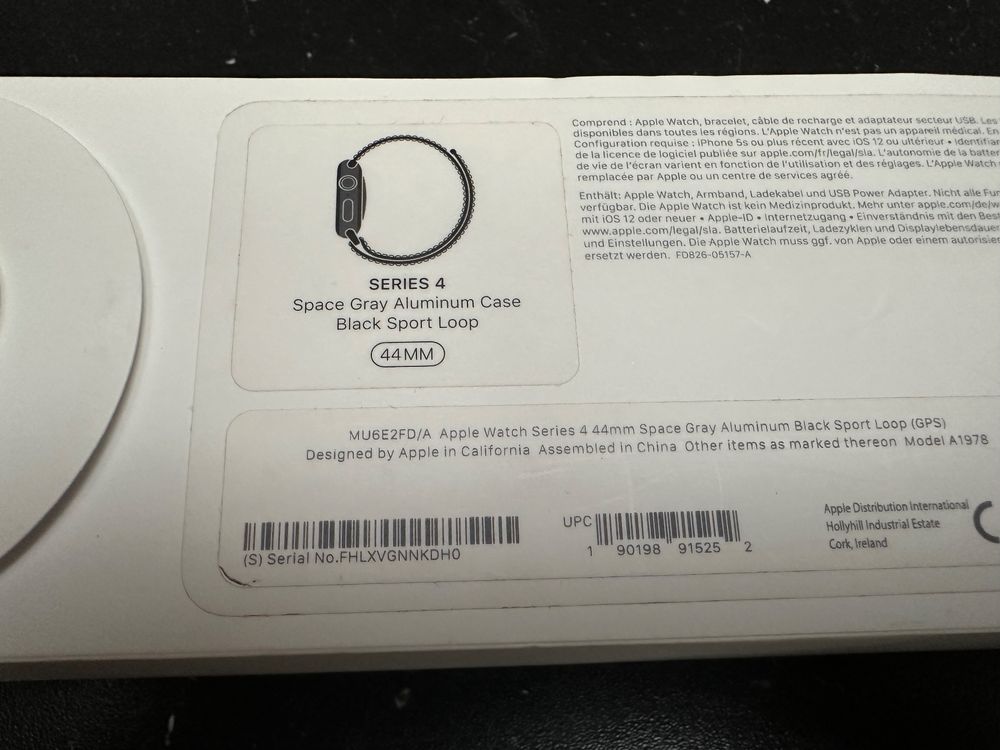 SERIES 4
Space Gray Aluminum Case
Black Sport Loop
44MM
Comprend : Apple Watch, bracelet, câble de recharge et adaptateur secteur USB. Les
disponibles dans toutes les régions. L'Apple Watch n'est pas un appareil médical. En
Configuration requise : iPhone 5s ou plus récent avec iOS 12 ou ultérieur • Identifian
de la licence de logiciel publiée sur apple.com/fr/legal/sla. L'autonomie de la batter
de vie de l'écran varient en fonction de l'utilisation et des réglages. L'Apple Watch
remplacée par Apple ou un centre de services agréé.
Enthält: Apple Watch, Armband, Ladekabel und USB Power Adapter. Nicht alle Fun
verfügbar. Die Apple Watch ist kein Medizinprodukt. Mehr unter apple.com/de/w
mit iOS 12 oder neuer • Apple-ID • Internetzugang • Einverständnis mit den Best
www.apple.com/legal/sla. Batterielaufzeit, Ladezyklen und Displaylebensdauer
und Einstellungen. Die Apple Watch muss ggf. von Apple oder einem autorisie
ersetzt werden. FD826-05157-A
MU6E2FD/A Apple Watch Series 4 44mm Space Gray Aluminum Black Sport Loop (GPS)
Designed by Apple in California Assembled in China Other items as marked thereon Model A1978
(S) Serial No.FHLXVGNNKDH0
UPC
1 90198 91525 2
Apple Distribution International
Hollyhill Industrial Estate
Cork, Ireland